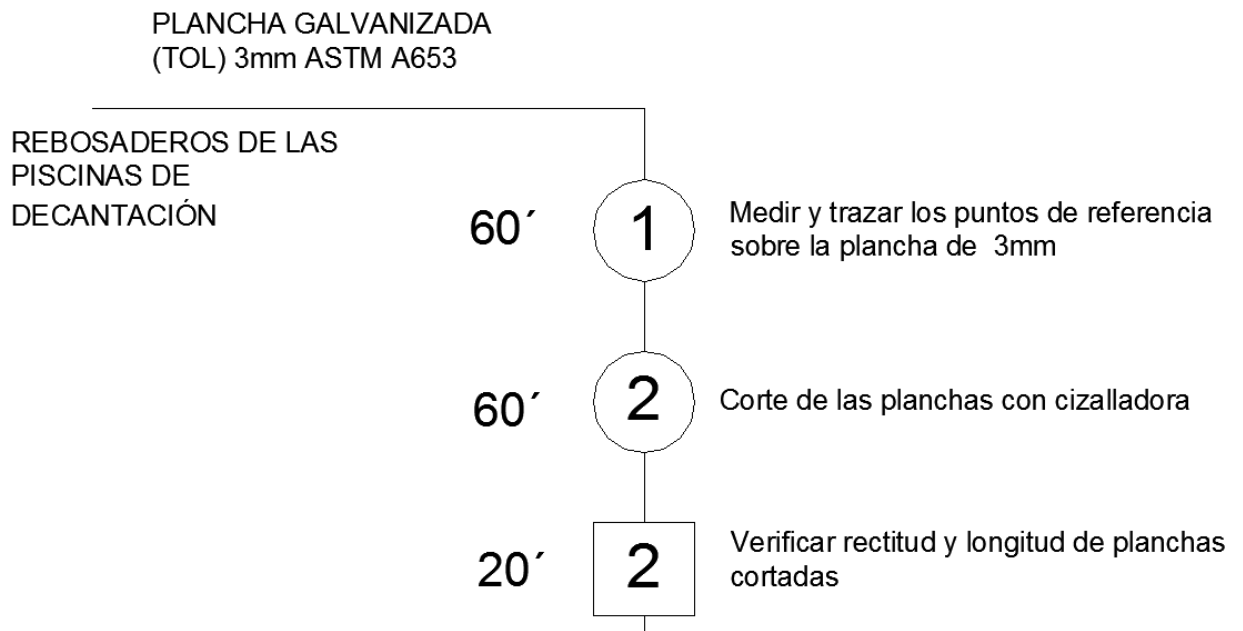 PLANCHA GALVANIZADA
(TOL) 3mm ASTM A653
REBOSADEROS DE LAS
PISCINAS DE
DECANTACIÓN
60´
1
Medir y trazar los puntos de referencia
sobre la plancha de 3mm
60´
2
Corte de las planchas con cizalladora
20´
2
Verificar rectitud y longitud de planchas
cortadas